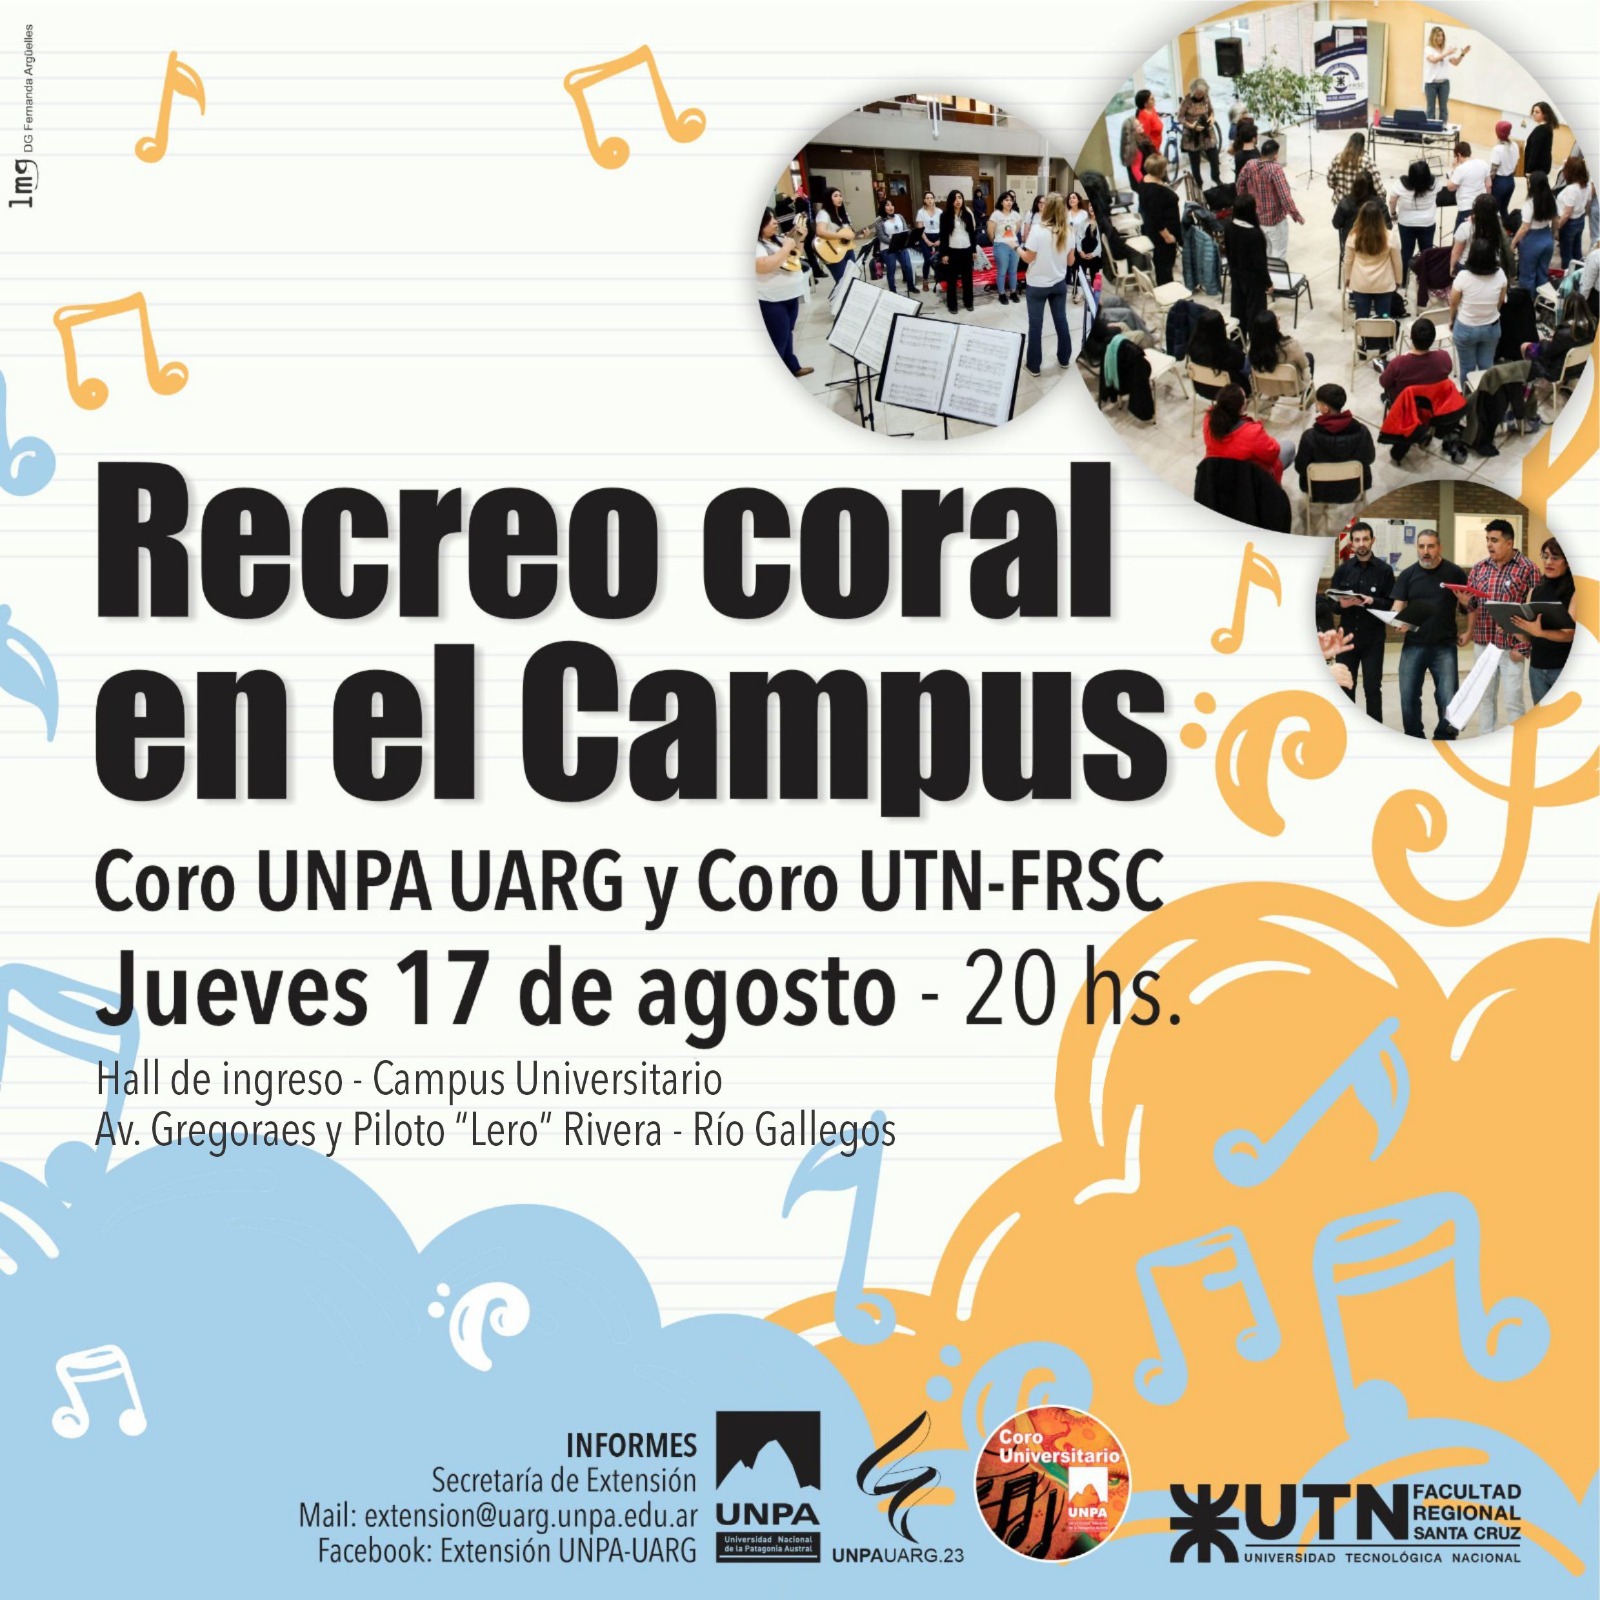 lmg DG Fernanda Argüelles
Recreo coral
en el Campus
Coro UNPA UARG y Coro UTN-FRSC
Jueves 17 de agosto - 20 hs.
Hall de ingreso - Campus Universitario
Av. Gregoraes y Piloto “Lero” Rivera - Río Gallegos
INFORMES
Secretaría de Extensión
Mail: extension@uarg.unpa.edu.ar
Facebook: Extensión UNPA-UARG
UNPA
Universidad Nacional
de la Patagonia Austral
UNPAUARG.23
Coro
Universitario
UNPA
UTN
FACULTAD
REGIONAL
SANTA CRUZ
UNIVERSIDAD TECNOLÓGICA NACIONAL